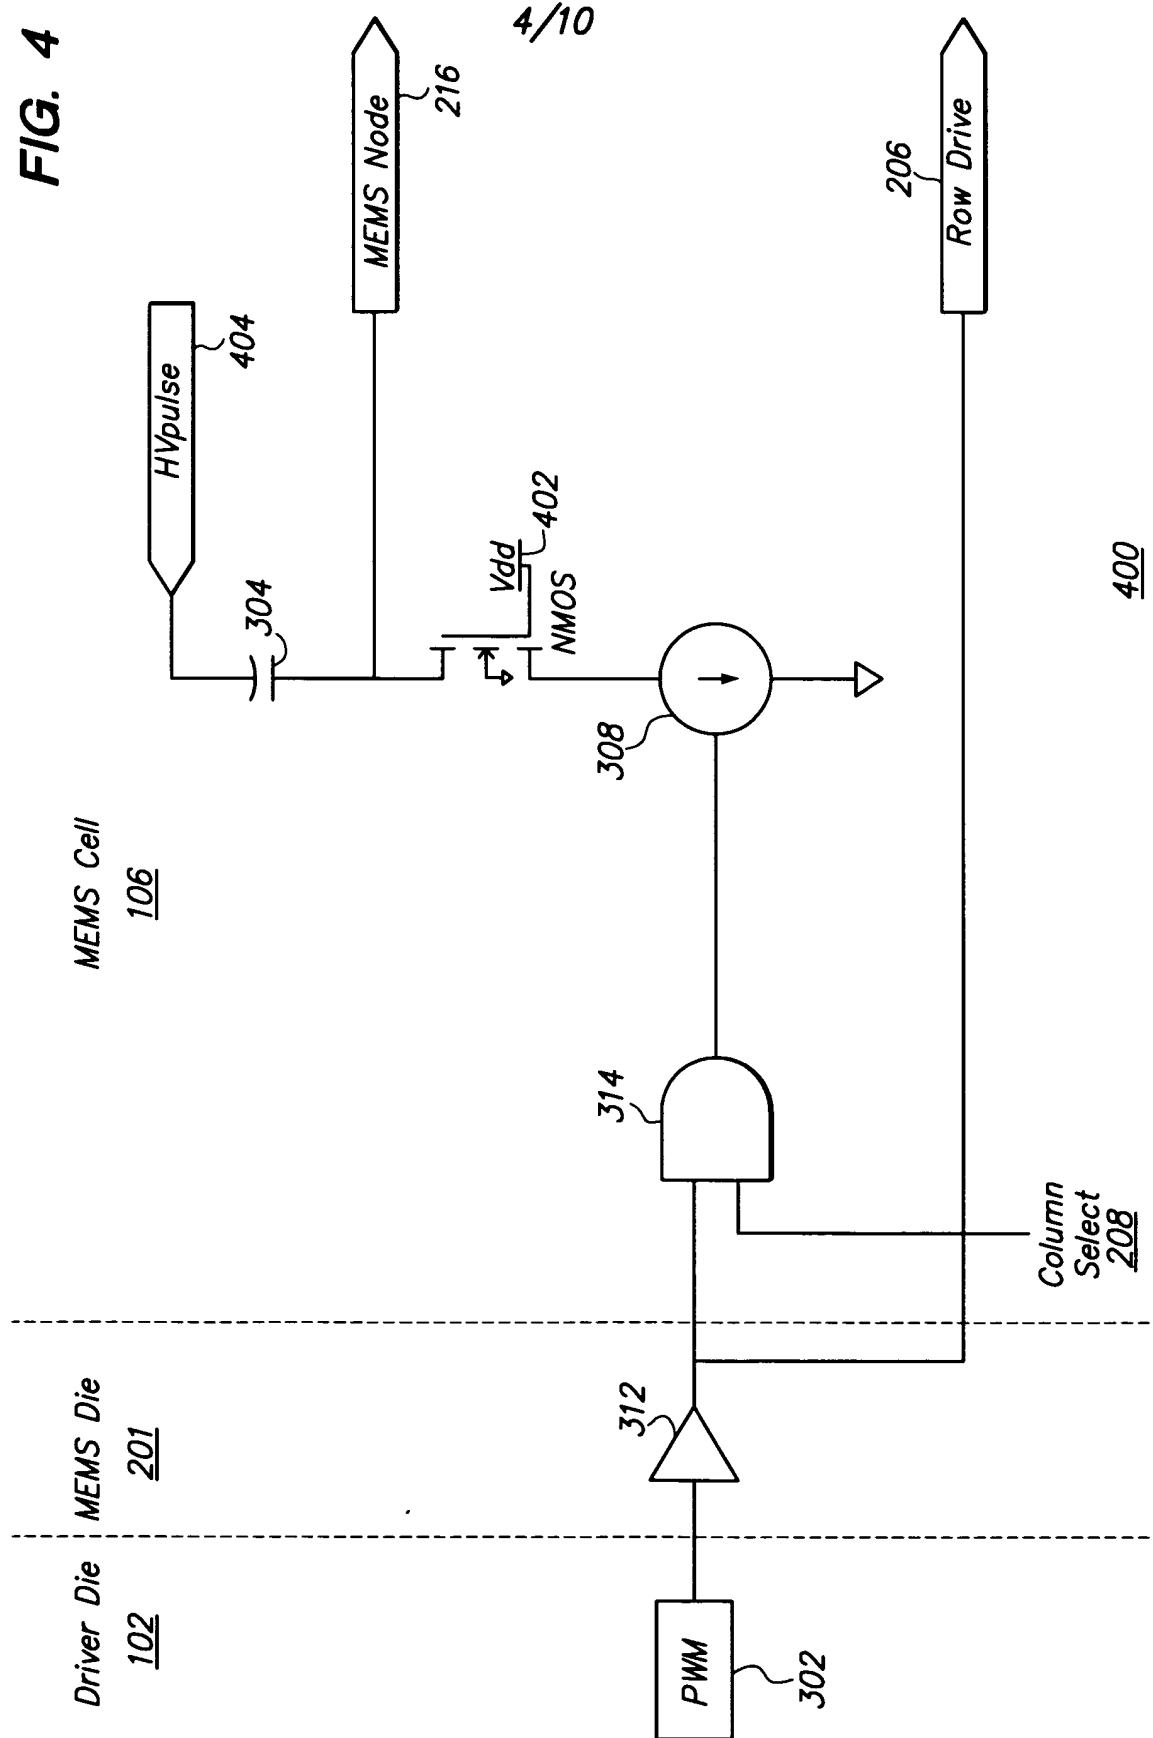 4/10
FIG. 4
Driver Die
102
MEMS Die
201
MEMS Cell
106
HVpulse
404
304
MEMS Node
216
Vdd
402
NMOS
308
314
312
PWM
302
206
Row Drive
Column
Select
208
400